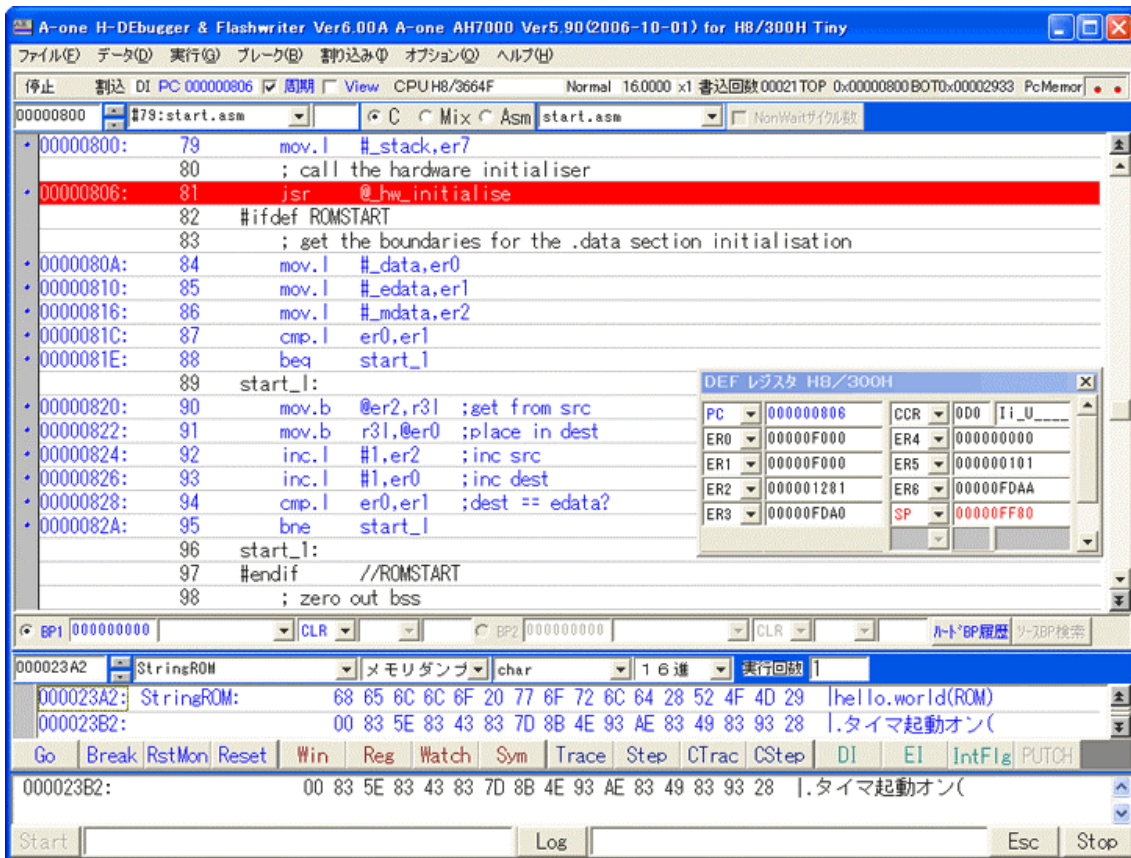 A-one H-DEbugger & Flashwriter Ver6.00A A-one AH7000 Ver5.90(2006-10-01) for H8/300H Tiny
ファイル(F) データ(D) 実行(G) ブレーク(B) 割り込み(I) オプション(O) ヘルプ(H)
停止 割込 DI PC 000000806 周期 View CPU H8/3664F Normal 16.0000 x1 書込回数00021 TOP 0x00000800 BOT0x00002933 PcMemor
00000800 #79:start.asm C Mix Asm start.asm NonWaitサイクル数
00000800: 79 mov.l #_stack,er7
80 ; call the hardware initialiser
00000806: 81 jsr @_hw_initialise
82 #ifdef ROMSTART
83 ; get the boundaries for the .data section initialisation
0000080A: 84 mov.l #_data,er0
00000810: 85 mov.l #_edata,er1
00000816: 86 mov.l #_mdata,er2
0000081C: 87 cmp.l er0,er1
0000081E: 88 beq start_1
89 start_l:
00000820: 90 mov.b @er2,r3l ;get from src
00000822: 91 mov.b r3l,@er0 ;place in dest
00000824: 92 inc.l #1,er2 ;inc src
00000826: 93 inc.l #1,er0 ;inc dest
00000828: 94 cmp.l er0,er1 ;dest == edata?
0000082A: 95 bne start_l
96 start_1:
97 #endif //ROMSTART
98 ; zero out bss
DEF レジスタ H8/300H
PC 000000806 CCR 0D0 Ii_U____
ER0 00000F000 ER4 000000000
ER1 00000F000 ER5 000000101
ER2 000001281 ER6 00000FDAA
ER3 00000FDA0 SP 00000FF80
BP1 000000000 CLR BP2 000000000 CLR ハードBP履歴 ソースBP検索
000023A2 StringROM メモリダンプ char 16進 実行回数 1
000023A2: StringROM: 68 65 6C 6C 6F 20 77 6F 72 6C 64 28 52 4F 4D 29 |hello.world(ROM)
000023B2: 00 83 5E 83 43 83 7D 8B 4E 93 AE 83 49 83 93 28 |.タイマ起動オン(
Go Break RstMon Reset Win Reg Watch Sym Trace Step CTrac CStep DI EI IntFlg PUTCH
000023B2: 00 83 5E 83 43 83 7D 8B 4E 93 AE 83 49 83 93 28 |.タイマ起動オン(
Start Log Esc Stop